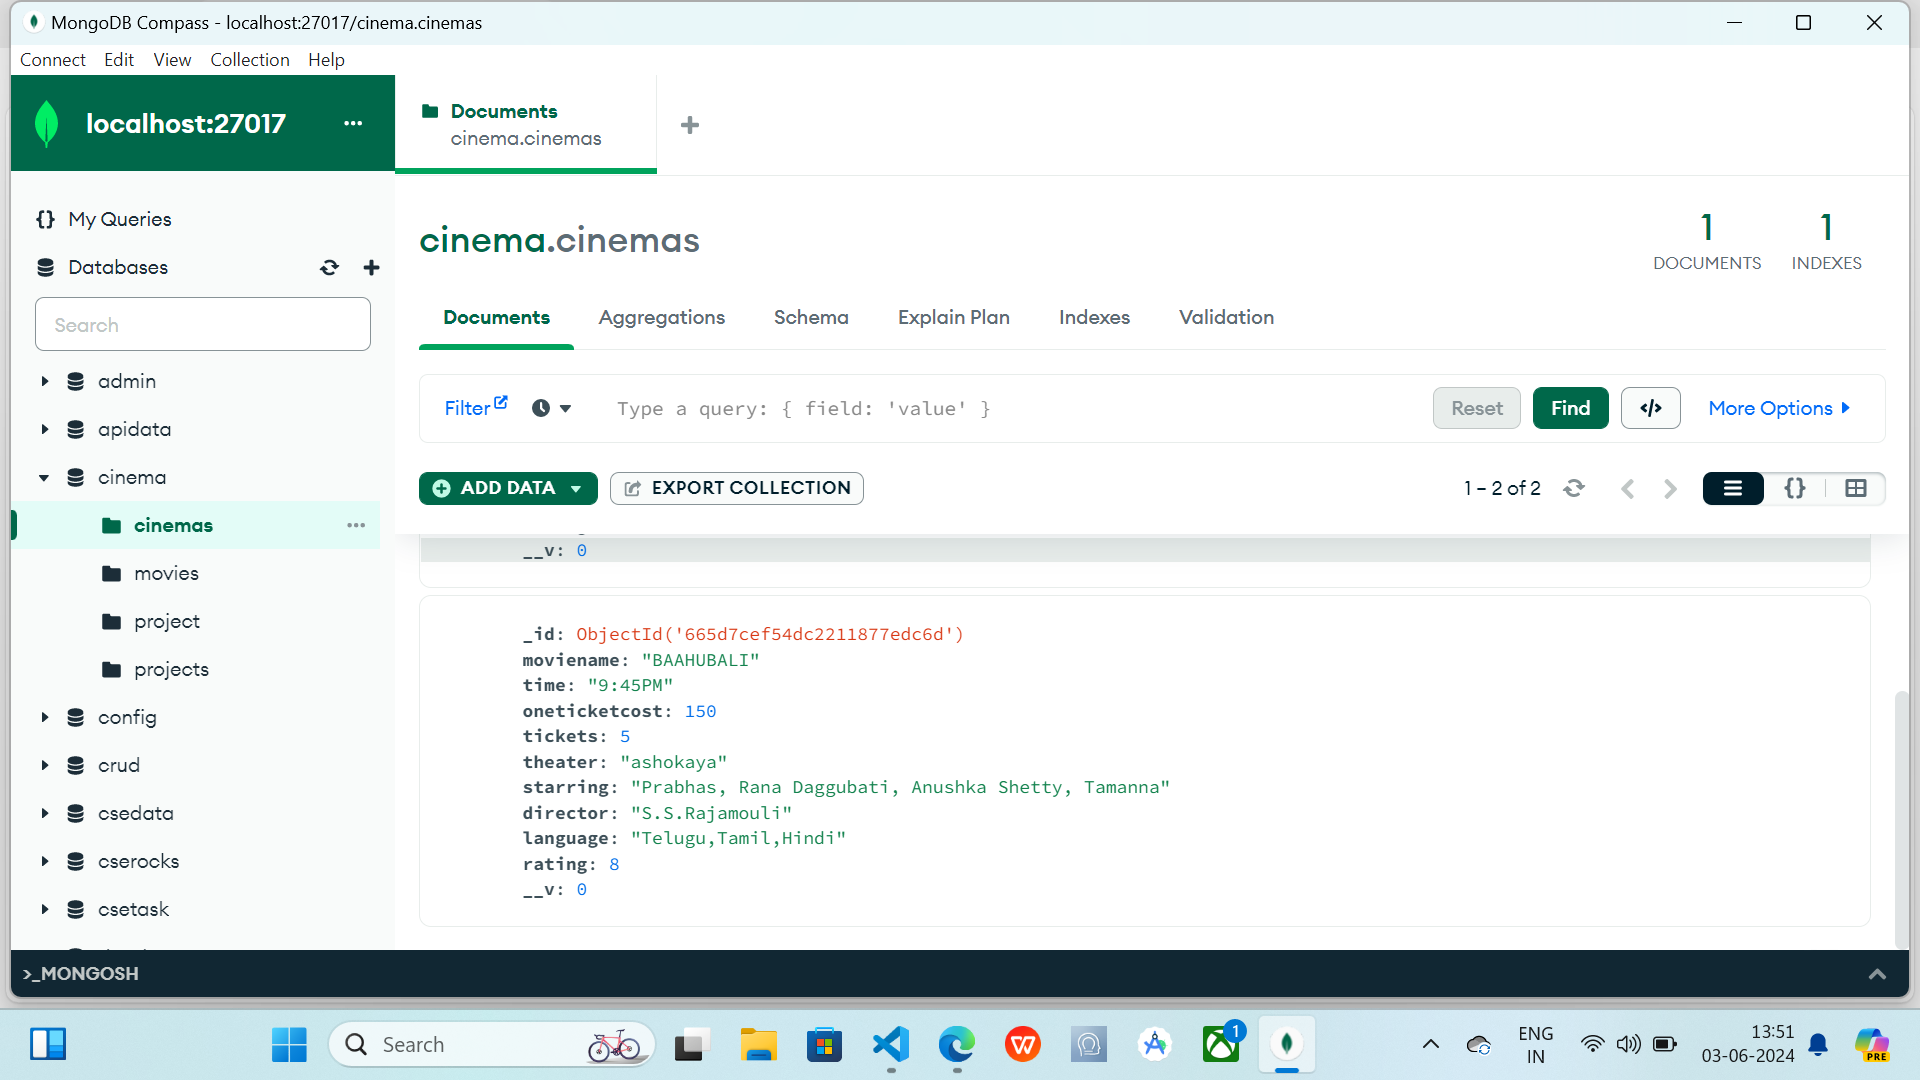 MongoDB Compass - localhost:27017/cinema.cinemas
Connect Edit View Collection Help
localhost:27017 ...
Documents
cinema.cinemas
+
{} My Queries
Databases
Search
admin
apidata
cinema
cinemas ...
movies
project
projects
config
crud
csedata
cserocks
csetask
cinema.cinemas
1
DOCUMENTS
1
INDEXES
Documents Aggregations Schema Explain Plan Indexes Validation
Filter Type a query: { field: 'value' } Reset Find </> More Options
ADD DATA EXPORT COLLECTION 1 – 2 of 2 {}
__v: 0
_id: ObjectId('665d7cef54dc2211877edc6d')
moviename: "BAAHUBALI"
time: "9:45PM"
oneticketcost: 150
tickets: 5
theater: "ashokaya"
starring: "Prabhas, Rana Daggubati, Anushka Shetty, Tamanna"
director: "S.S.Rajamouli"
language: "Telugu,Tamil,Hindi"
rating: 8
__v: 0
>_MONGOSH
Search
1
ENG
IN
13:51
03-06-2024
PRE